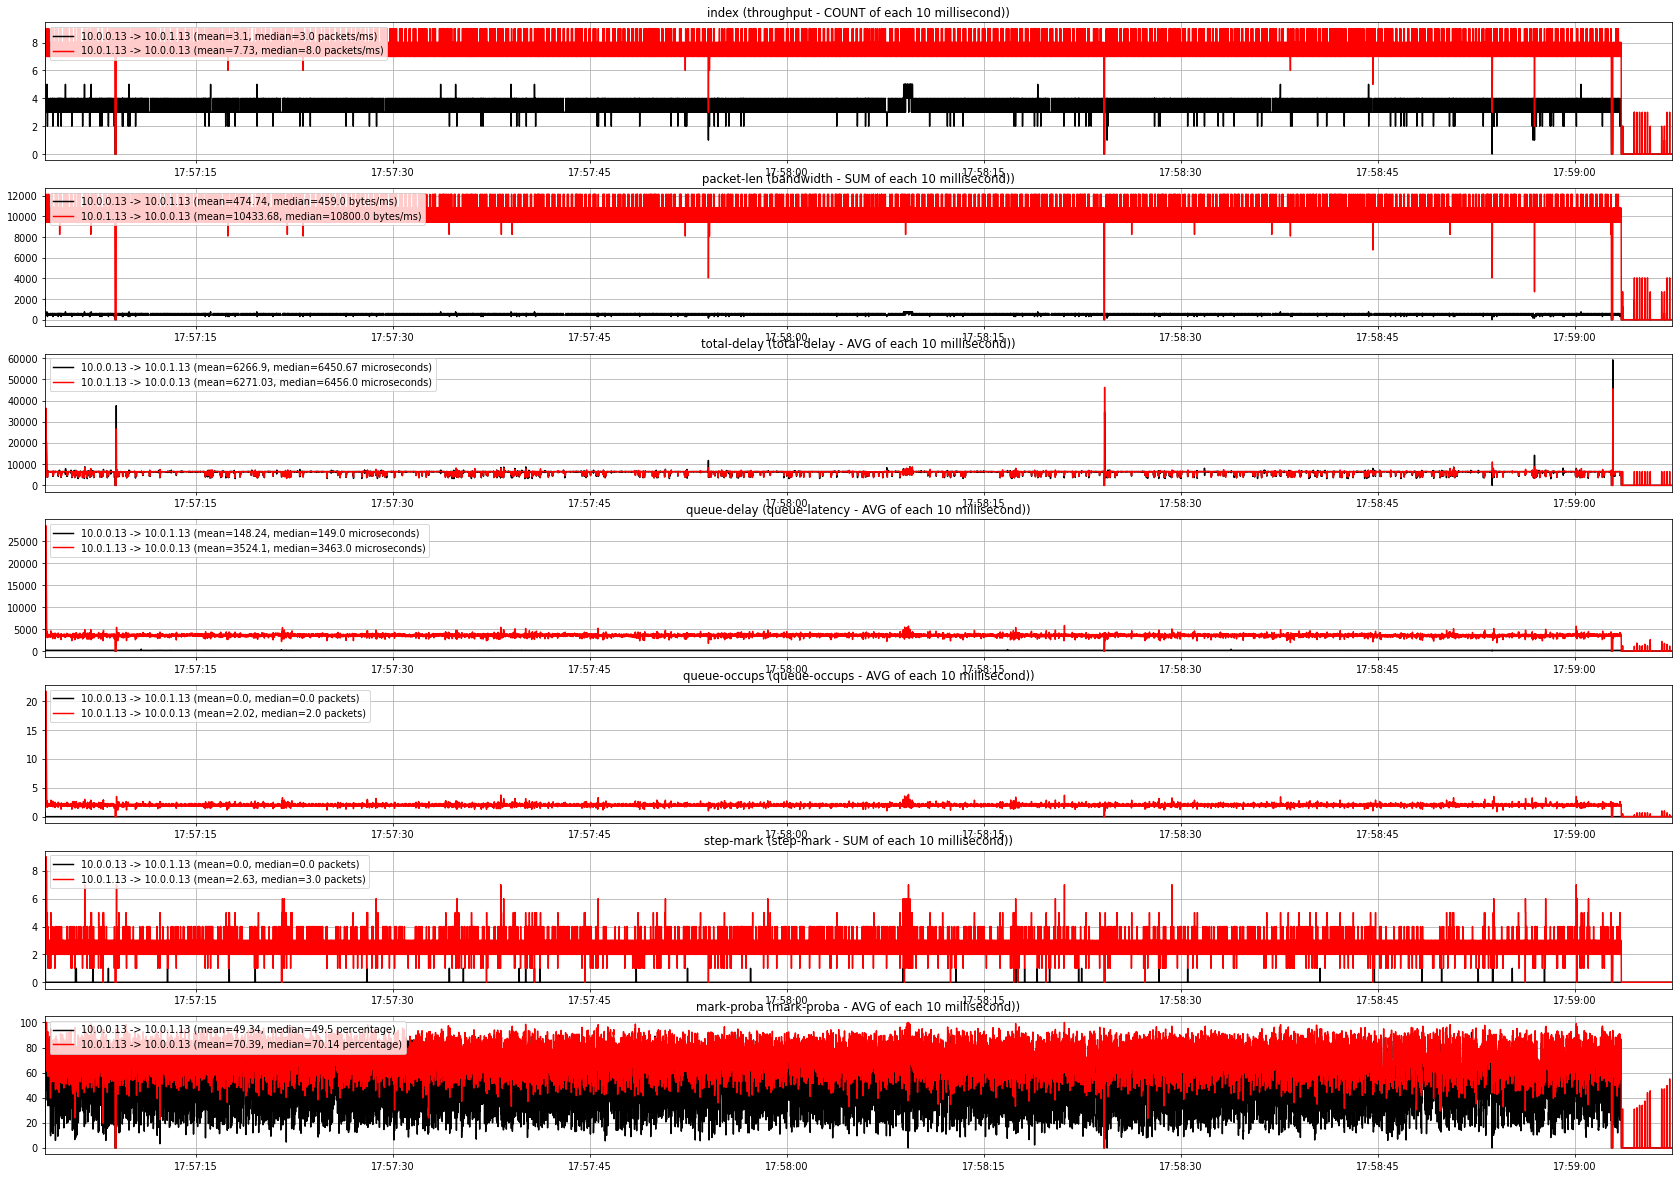 index (throughput - COUNT of each 10 millisecond))
10.0.0.13 -> 10.0.1.13 (mean=3.1, median=3.0 packets/ms)
10.0.1.13 -> 10.0.0.13 (mean=7.73, median=8.0 packets/ms)
8
6
4
2
0
17:57:15 17:57:30 17:57:45 17:58:00 17:58:15 17:58:30 17:58:45 17:59:00
packet-len (bandwidth - SUM of each 10 millisecond))
10.0.0.13 -> 10.0.1.13 (mean=474.74, median=459.0 bytes/ms)
10.0.1.13 -> 10.0.0.13 (mean=10433.68, median=10800.0 bytes/ms)
12000
10000
8000
6000
4000
2000
0
17:57:15 17:57:30 17:57:45 17:58:00 17:58:15 17:58:30 17:58:45 17:59:00
total-delay (total-delay - AVG of each 10 millisecond))
10.0.0.13 -> 10.0.1.13 (mean=6266.9, median=6450.67 microseconds)
10.0.1.13 -> 10.0.0.13 (mean=6271.03, median=6456.0 microseconds)
60000
50000
40000
30000
20000
10000
0
17:57:15 17:57:30 17:57:45 17:58:00 17:58:15 17:58:30 17:58:45 17:59:00
queue-delay (queue-latency - AVG of each 10 millisecond))
10.0.0.13 -> 10.0.1.13 (mean=148.24, median=149.0 microseconds)
10.0.1.13 -> 10.0.0.13 (mean=3524.1, median=3463.0 microseconds)
25000
20000
15000
10000
5000
0
17:57:15 17:57:30 17:57:45 17:58:00 17:58:15 17:58:30 17:58:45 17:59:00
queue-occups (queue-occups - AVG of each 10 millisecond))
10.0.0.13 -> 10.0.1.13 (mean=0.0, median=0.0 packets)
10.0.1.13 -> 10.0.0.13 (mean=2.02, median=2.0 packets)
20
15
10
5
0
17:57:15 17:57:30 17:57:45 17:58:00 17:58:15 17:58:30 17:58:45 17:59:00
step-mark (step-mark - SUM of each 10 millisecond))
10.0.0.13 -> 10.0.1.13 (mean=0.0, median=0.0 packets)
10.0.1.13 -> 10.0.0.13 (mean=2.63, median=3.0 packets)
8
6
4
2
0
17:57:15 17:57:30 17:57:45 17:58:00 17:58:15 17:58:30 17:58:45 17:59:00
mark-proba (mark-proba - AVG of each 10 millisecond))
10.0.0.13 -> 10.0.1.13 (mean=49.34, median=49.5 percentage)
10.0.1.13 -> 10.0.0.13 (mean=70.39, median=70.14 percentage)
100
80
60
40
20
0
17:57:15 17:57:30 17:57:45 17:58:00 17:58:15 17:58:30 17:58:45 17:59:00